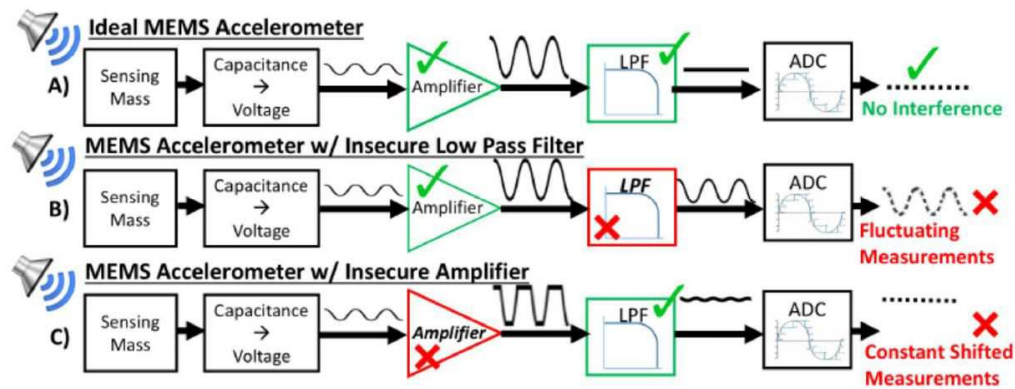 Ideal MEMS Accelerometer
A)
Sensing
Mass
Capacitance
→
Voltage
Amplifier
LPF
ADC
No Interference
MEMS Accelerometer w/ Insecure Low Pass Filter
B)
Sensing
Mass
Capacitance
→
Voltage
Amplifier
LPF
ADC
Fluctuating
Measurements
MEMS Accelerometer w/ Insecure Amplifier
C)
Sensing
Mass
Capacitance
→
Voltage
Amplifier
LPF
ADC
Constant Shifted
Measurements